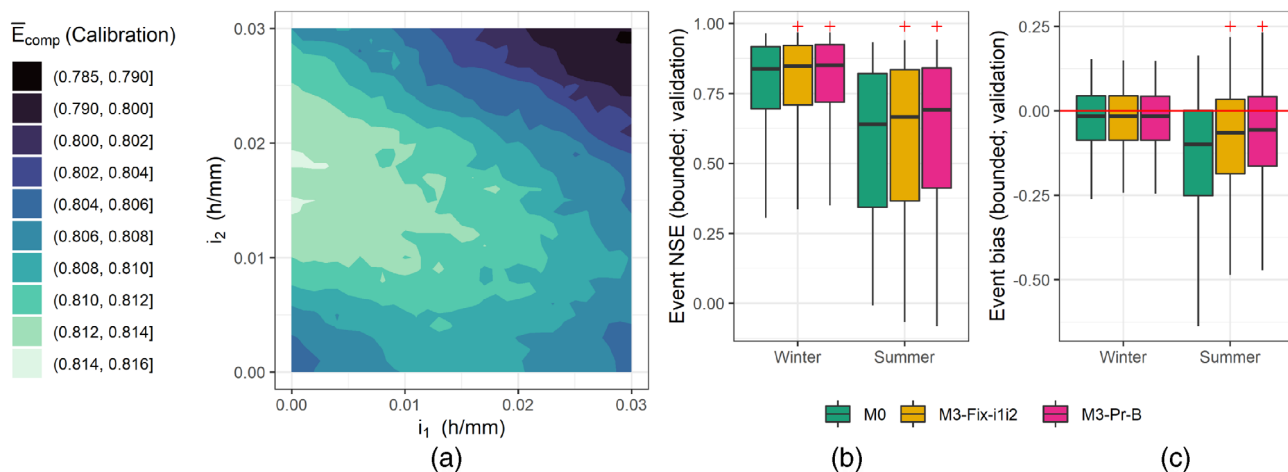 E̅comp (Calibration)
(0.785, 0.790]
(0.790, 0.800]
(0.800, 0.802]
(0.802, 0.804]
(0.804, 0.806]
(0.806, 0.808]
(0.808, 0.810]
(0.810, 0.812]
(0.812, 0.814]
(0.814, 0.816]
0.03
0.02
0.01
0.00
i2 (h/mm)
0.00 0.01 0.02 0.03
i1 (h/mm)
(a)
Event NSE (bounded; validation)
1.00
0.75
0.50
0.25
0.00
Winter Summer
(b)
Event bias (bounded; validation)
0.25
0.00
-0.25
-0.50
Winter Summer
(c)
M0 M3-Fix-i1i2 M3-Pr-B